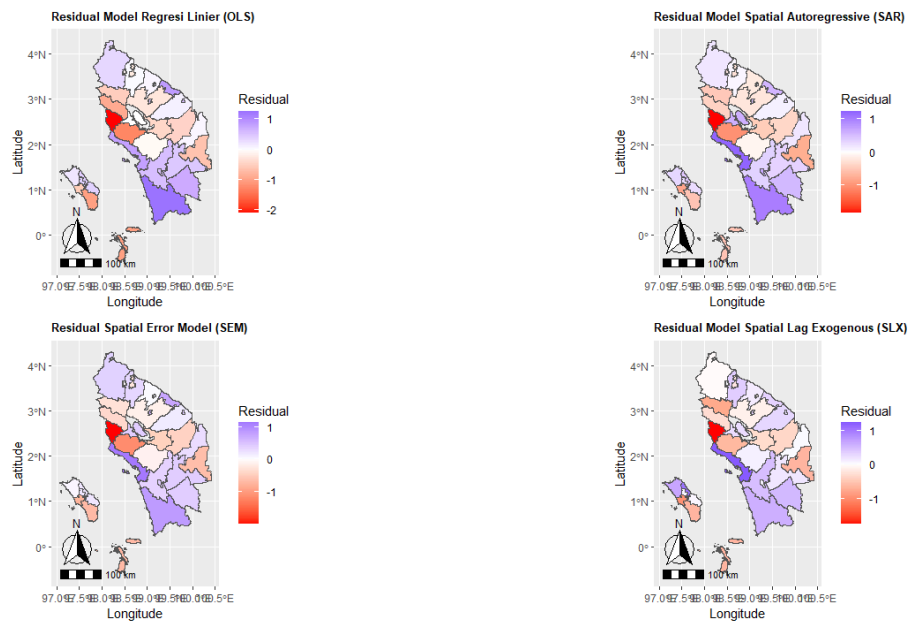 Residual Model Regresi Linier (OLS)
4°N
3°N
2°N
1°N
0°
Latitude
N
100 km
Longitude
Residual
1
0
-1
-2
Residual Model Spatial Autoregressive (SAR)
4°N
3°N
2°N
1°N
0°
Latitude
N
100 km
Longitude
Residual
1
0
-1
Residual Spatial Error Model (SEM)
4°N
3°N
2°N
1°N
0°
Latitude
N
100 km
Longitude
Residual
1
0
-1
Residual Model Spatial Lag Exogenous (SLX)
4°N
3°N
2°N
1°N
0°
Latitude
N
100 km
Longitude
Residual
1
0
-1